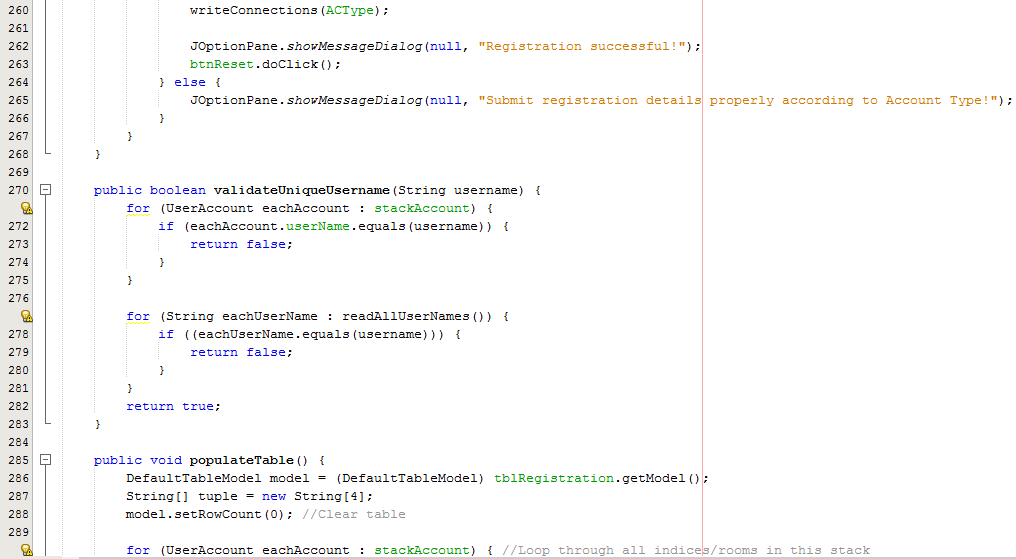 260 writeConnections(ACType);
261
262 JOptionPane.showMessageDialog(null, "Registration successful!");
263 btnReset.doClick();
264 } else {
265 JOptionPane.showMessageDialog(null, "Submit registration details properly according to Account Type!");
266 }
267 }
268 }
269
270 public boolean validateUniqueUsername(String username) {
for (UserAccount eachAccount : stackAccount) {
272 if (eachAccount.userName.equals(username)) {
273 return false;
274 }
275 }
276
for (String eachUserName : readAllUserNames()) {
278 if ((eachUserName.equals(username))) {
279 return false;
280 }
281 }
282 return true;
283 }
284
285 public void populateTable() {
286 DefaultTableModel model = (DefaultTableModel) tblRegistration.getModel();
287 String[] tuple = new String[4];
288 model.setRowCount(0); //Clear table
289
for (UserAccount eachAccount : stackAccount) { //Loop through all indices/rooms in this stack